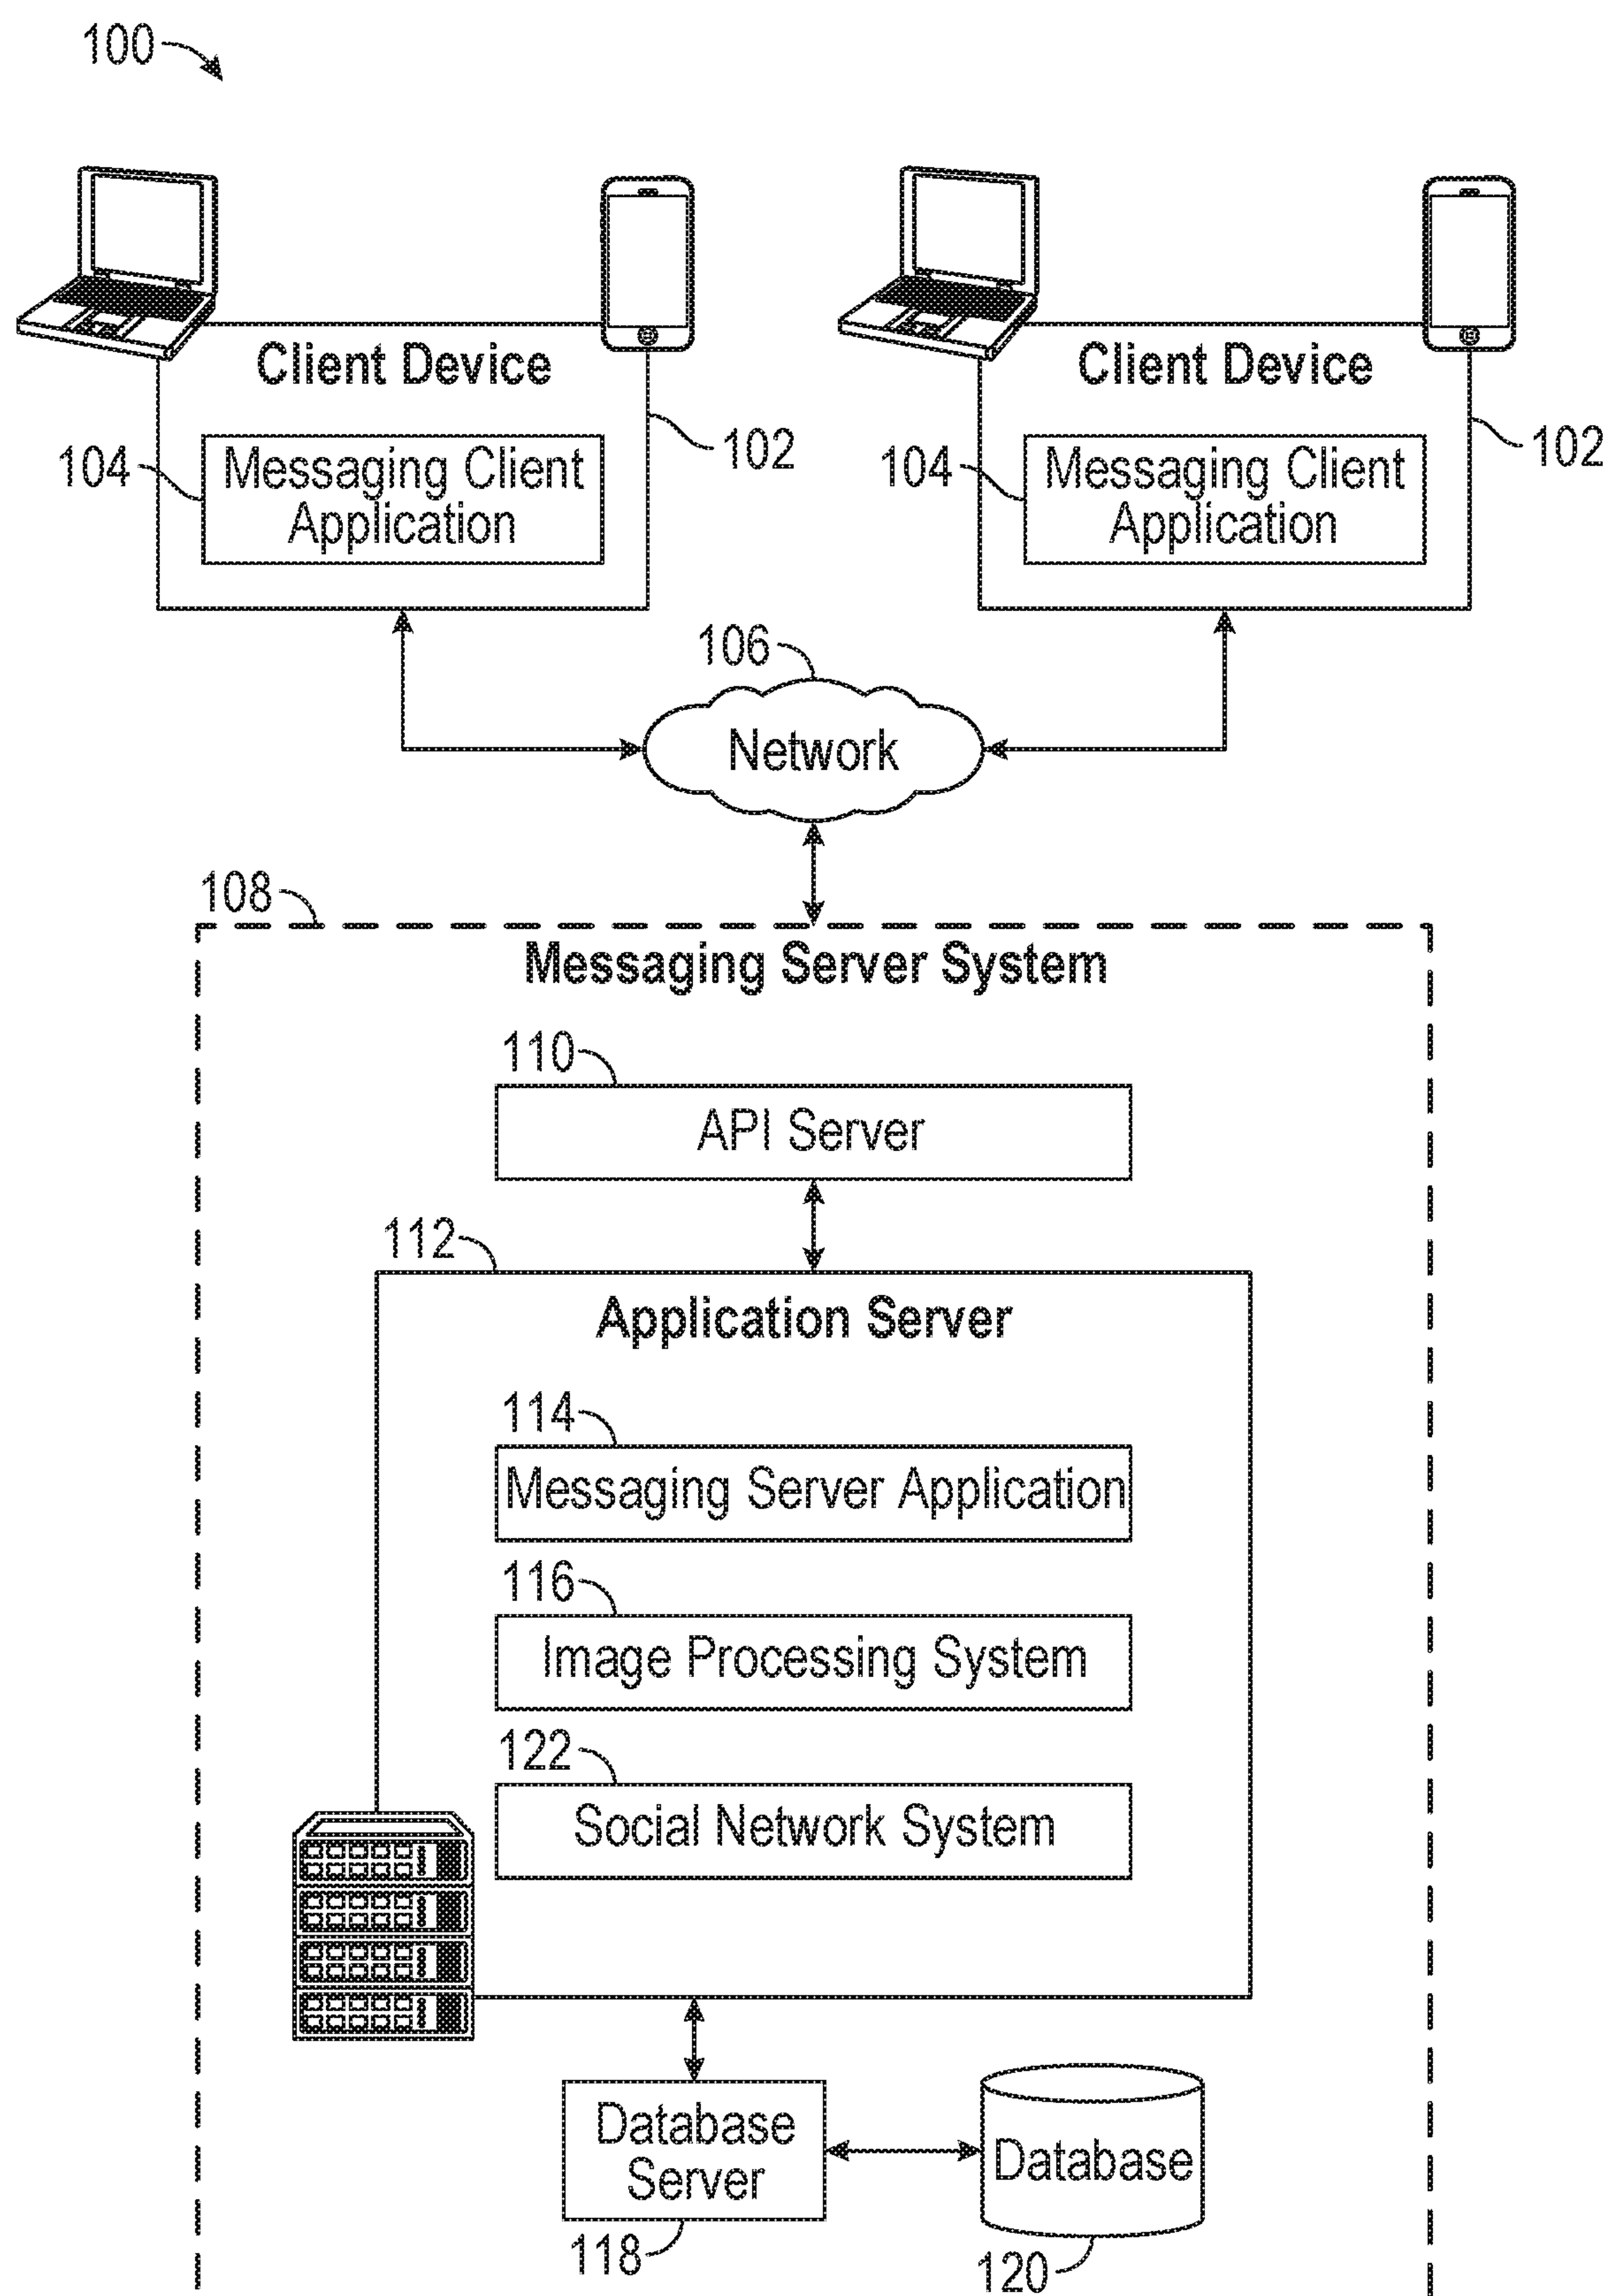 100
Client Device
102
104
Messaging Client
Application
Client Device
102
104
Messaging Client
Application
106
Network
108
Messaging Server System
110
API Server
112
Application Server
114
Messaging Server Application
116
Image Processing System
122
Social Network System
Database
Server
118
Database
120